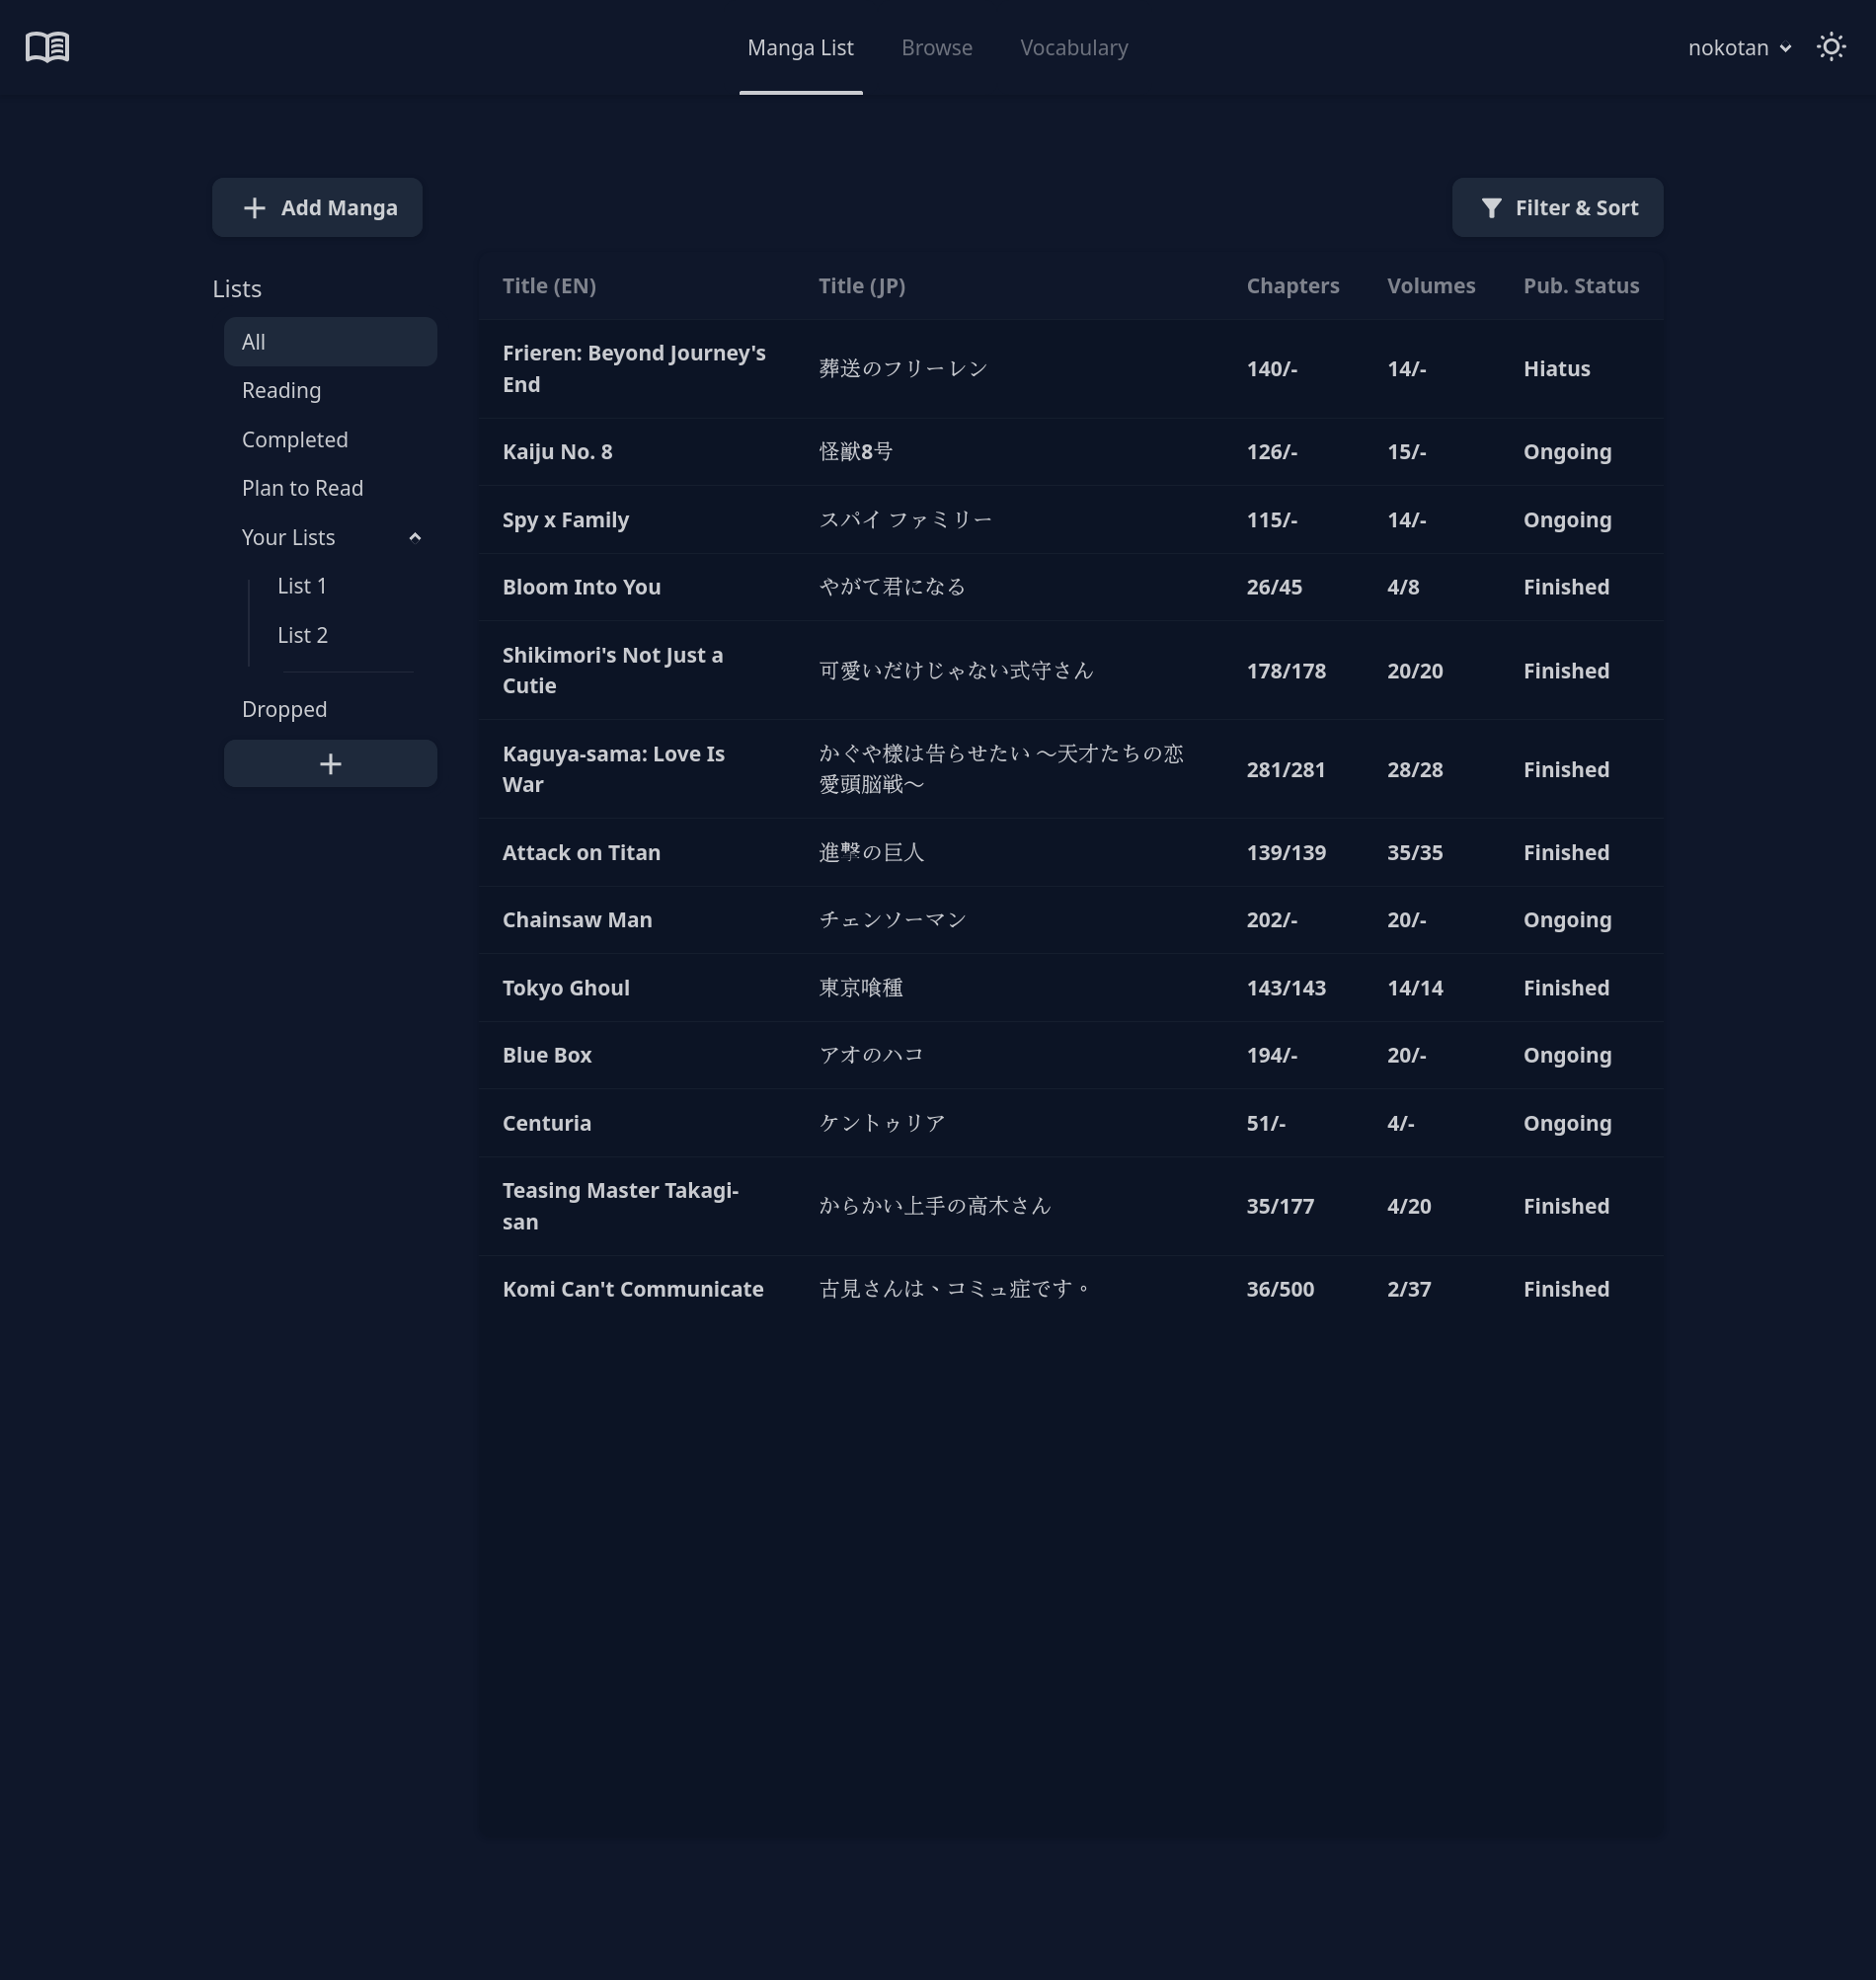 Manga List Browse Vocabulary nokotan
Add Manga Filter & Sort
Lists
All
Reading
Completed
Plan to Read
Your Lists
List 1
List 2
Dropped
Title (EN) Title (JP) Chapters Volumes Pub. Status
Frieren: Beyond Journey's
End
葬送のフリーレン 140/- 14/- Hiatus
Kaiju No. 8 怪獣8号 126/- 15/- Ongoing
Spy x Family スパイ ファミリー 115/- 14/- Ongoing
Bloom Into You やがて君になる 26/45 4/8 Finished
Shikimori's Not Just a
Cutie
可愛いだけじゃない式守さん 178/178 20/20 Finished
Kaguya-sama: Love Is
War
かぐや様は告らせたい ～天才たちの恋
愛頭脳戦～
281/281 28/28 Finished
Attack on Titan 進撃の巨人 139/139 35/35 Finished
Chainsaw Man チェンソーマン 202/- 20/- Ongoing
Tokyo Ghoul 東京喰種 143/143 14/14 Finished
Blue Box アオのハコ 194/- 20/- Ongoing
Centuria ケントゥリア 51/- 4/- Ongoing
Teasing Master Takagi-
san
からかい上手の高木さん 35/177 4/20 Finished
Komi Can't Communicate 古見さんは、コミュ症です。 36/500 2/37 Finished